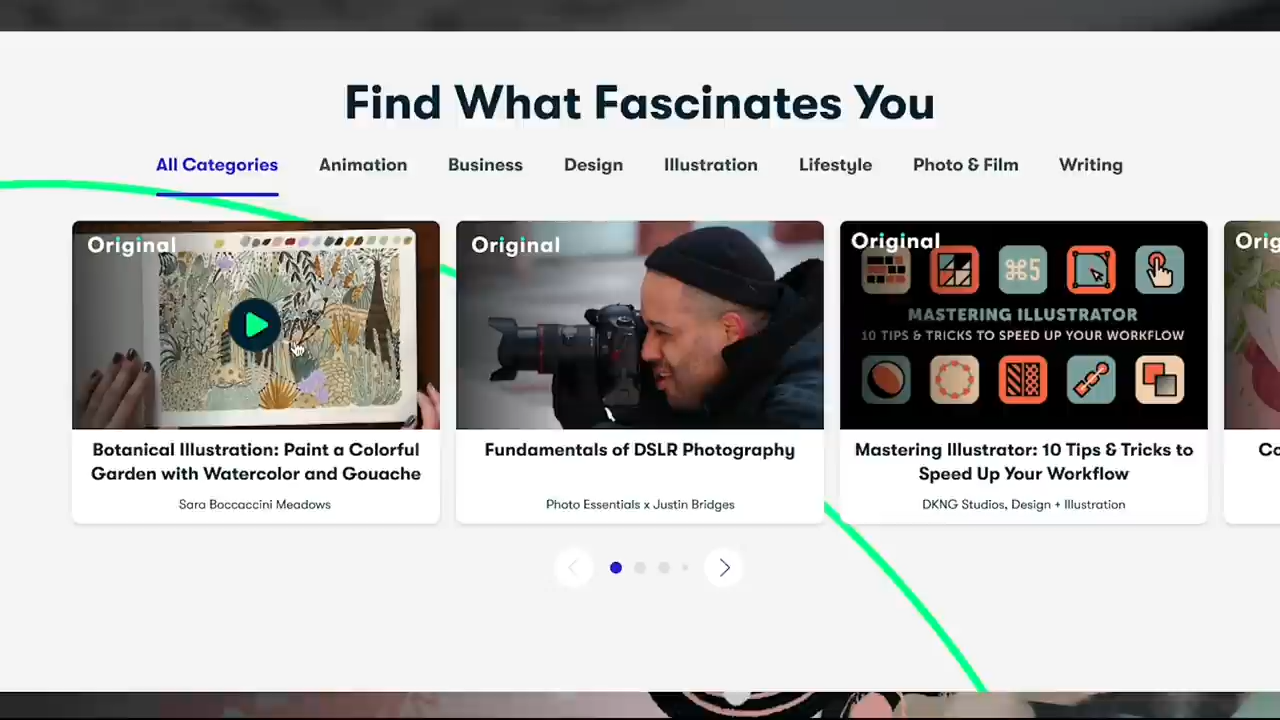 Find What Fascinates You
All Categories Animation Business Design Illustration Lifestyle Photo & Film Writing
Original
Original
Original
⌘5
MASTERING ILLUSTRATOR
10 TIPS & TRICKS TO SPEED UP YOUR WORKFLOW
Botanical Illustration: Paint a Colorful
Garden with Watercolor and Gouache
Sara Boccaccini Meadows
Fundamentals of DSLR Photography
Photo Essentials x Justin Bridges
Mastering Illustrator: 10 Tips & Tricks to
Speed Up Your Workflow
DKNG Studios, Design + Illustration